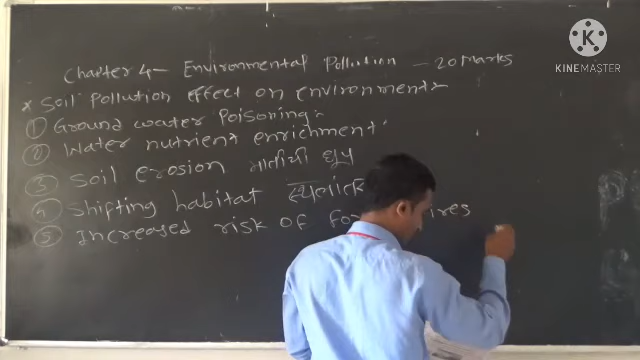 Chapter 4 - Environmental Pollution - 20 Marks
* Soil Pollution effect on environment:-
① Ground water Poisoning:-
② Water nutrient enrichment:
③ Soil erosion मातीची धूप
④ Shifting habitat
⑤ Increased risk of
KINEMASTER